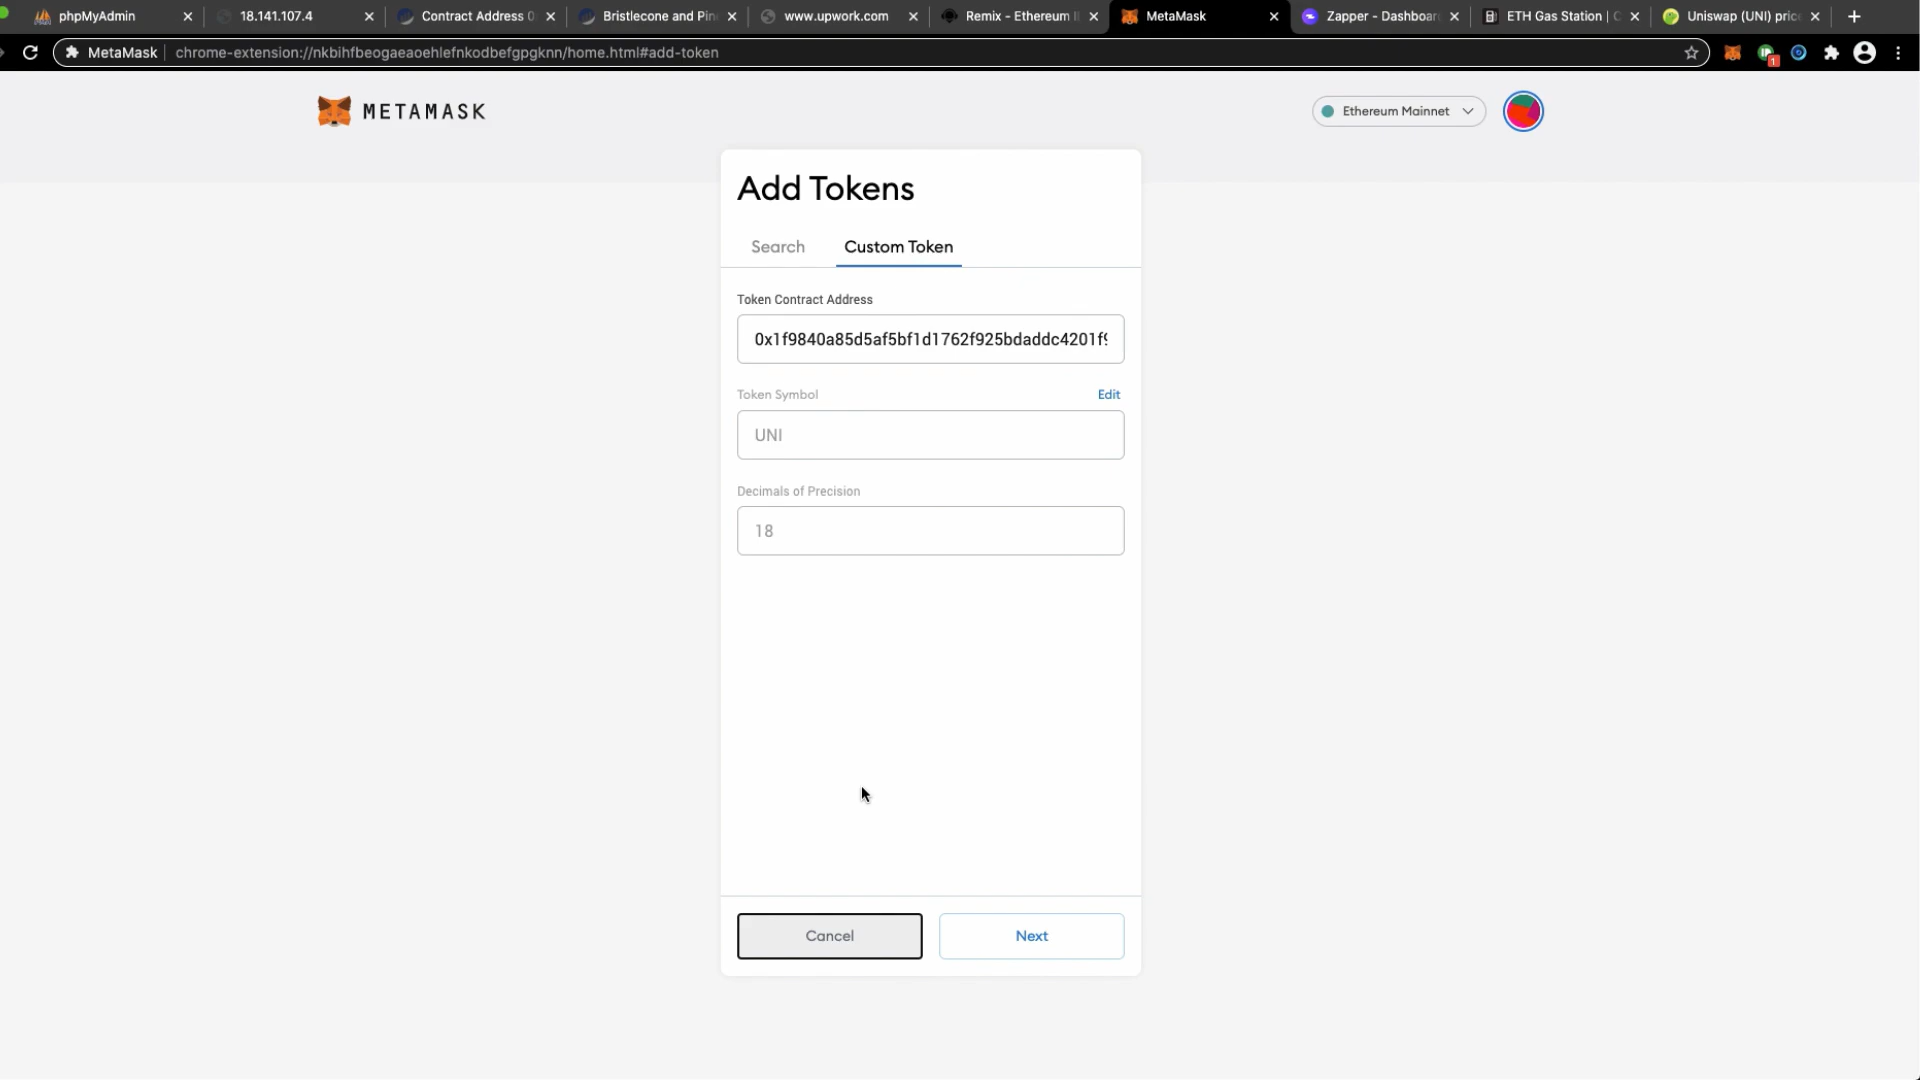 phpMyAdmin
18.141.107.4
Contract Address 0
Bristlecone and Pin
www.upwork.com
Remix - Ethereum I
MetaMask
Zapper - Dashboar
ETH Gas Station | C
Uniswap (UNI) pric
MetaMask
chrome-extension://nkbihfbeogaeaoehlefnkodbefgpgknn/home.html#add-token
1
METAMASK
Ethereum Mainnet
Add Tokens
Search
Custom Token
Token Contract Address
0x1f9840a85d5af5bf1d1762f925bdaddc4201f9
Token Symbol
Edit
UNI
Decimals of Precision
18
Cancel
Next